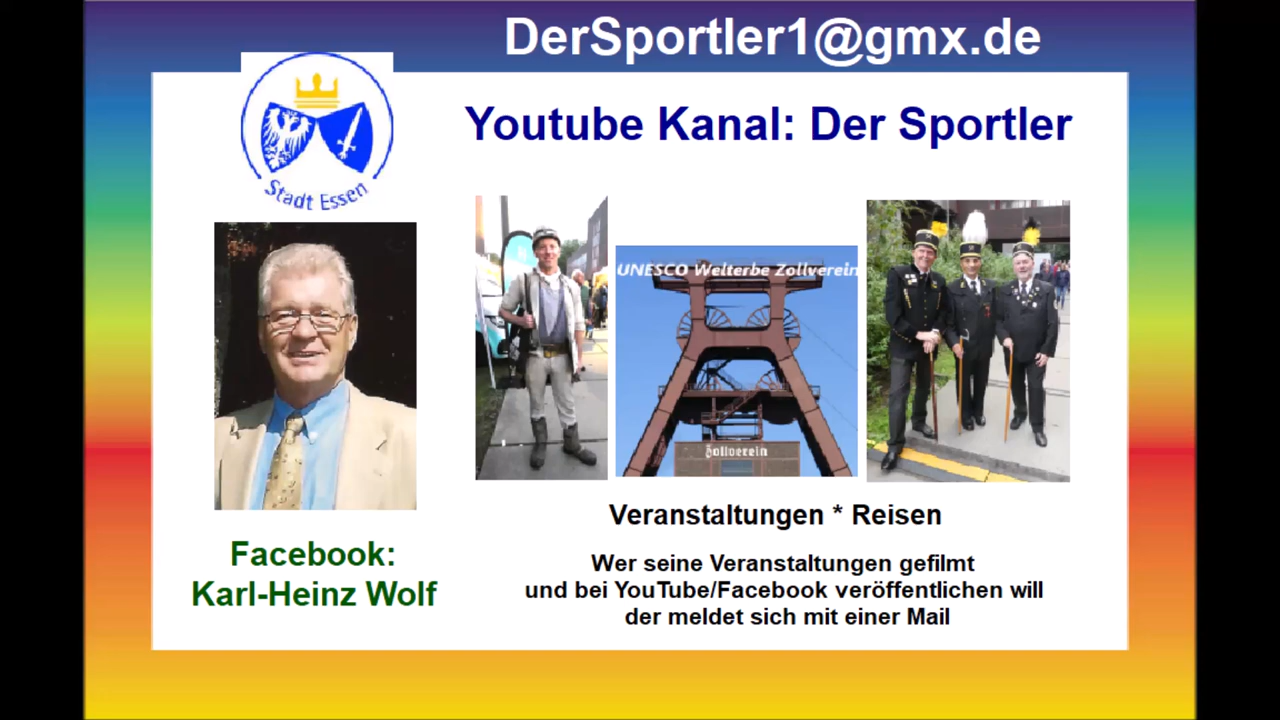 DerSportler1@gmx.de
Stadt Essen
Youtube Kanal: Der Sportler
UNESCO Welterbe Zollverein
Zollverein
Veranstaltungen * Reisen
Facebook:
Karl-Heinz Wolf
Wer seine Veranstaltungen gefilmt
und bei YouTube/Facebook veröffentlichen will
der meldet sich mit einer Mail